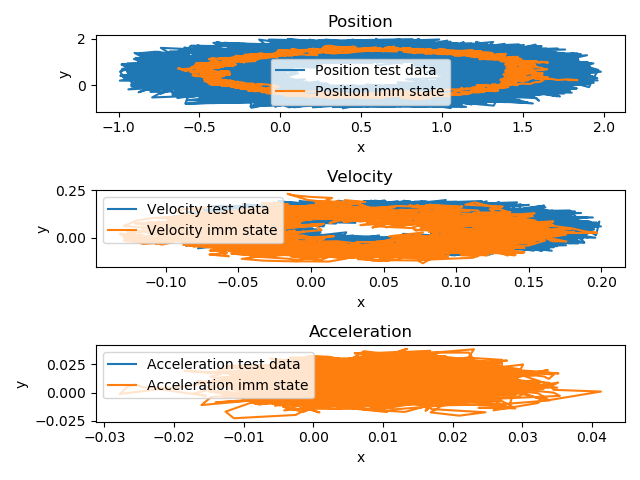 Position
2
0
y
Position test data
Position imm state
−1.0 −0.5 0.0 0.5 1.0 1.5 2.0
x
Velocity
0.25
0.00
y
Velocity test data
Velocity imm state
−0.10 −0.05 0.00 0.05 0.10 0.15 0.20
x
Acceleration
0.025
0.000
−0.025
y
Acceleration test data
Acceleration imm state
−0.03 −0.02 −0.01 0.00 0.01 0.02 0.03 0.04
x